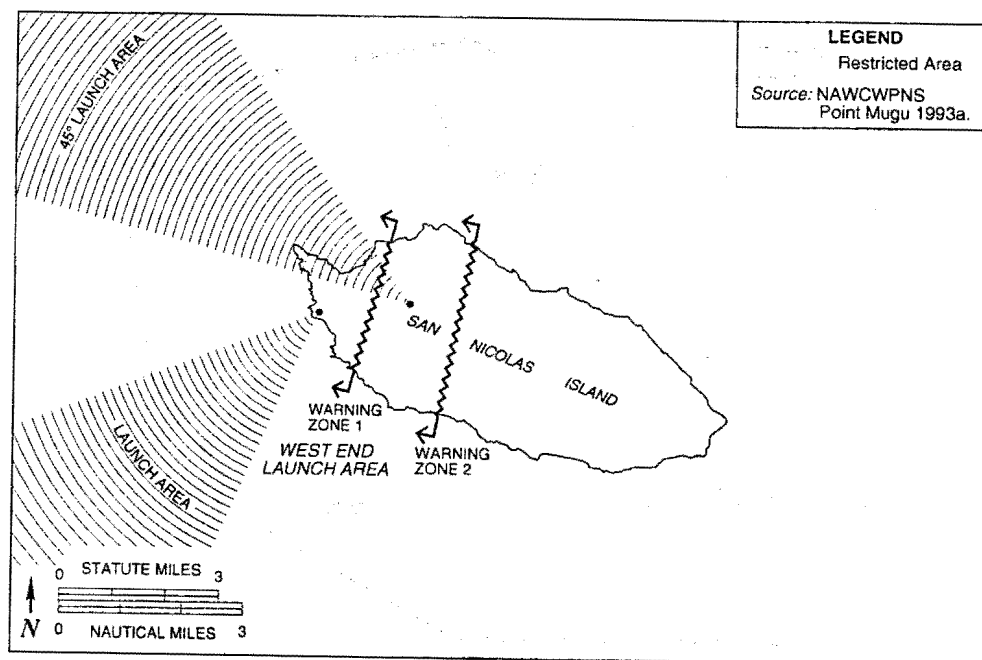 LEGEND
Restricted Area
Source: NAWCWPNS
Point Mugu 1993a.
45° LAUNCH AREA
SAN NICOLAS ISLAND
WARNING
ZONE 1
WEST END
LAUNCH AREA
WARNING
ZONE 2
LAUNCH AREA
0 STATUTE MILES 3
N
0 NAUTICAL MILES 3